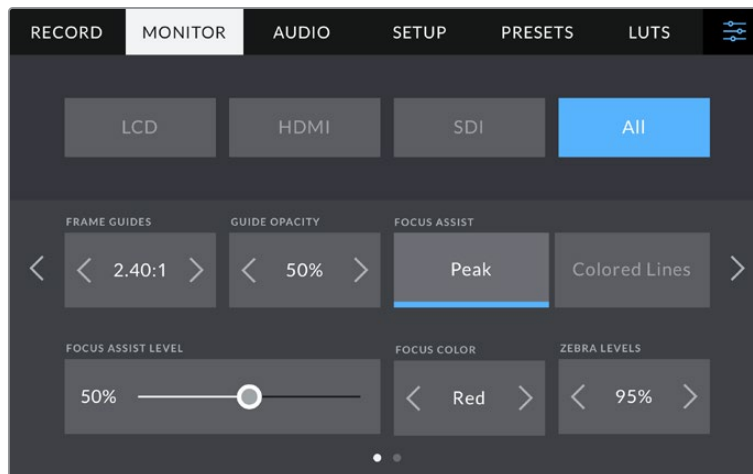 RECORD MONITOR AUDIO SETUP PRESETS LUTS
LCD HDMI SDI All
FRAME GUIDES GUIDE OPACITY FOCUS ASSIST
2.40:1 50% Peak Colored Lines
FOCUS ASSIST LEVEL FOCUS COLOR ZEBRA LEVELS
50% Red 95%